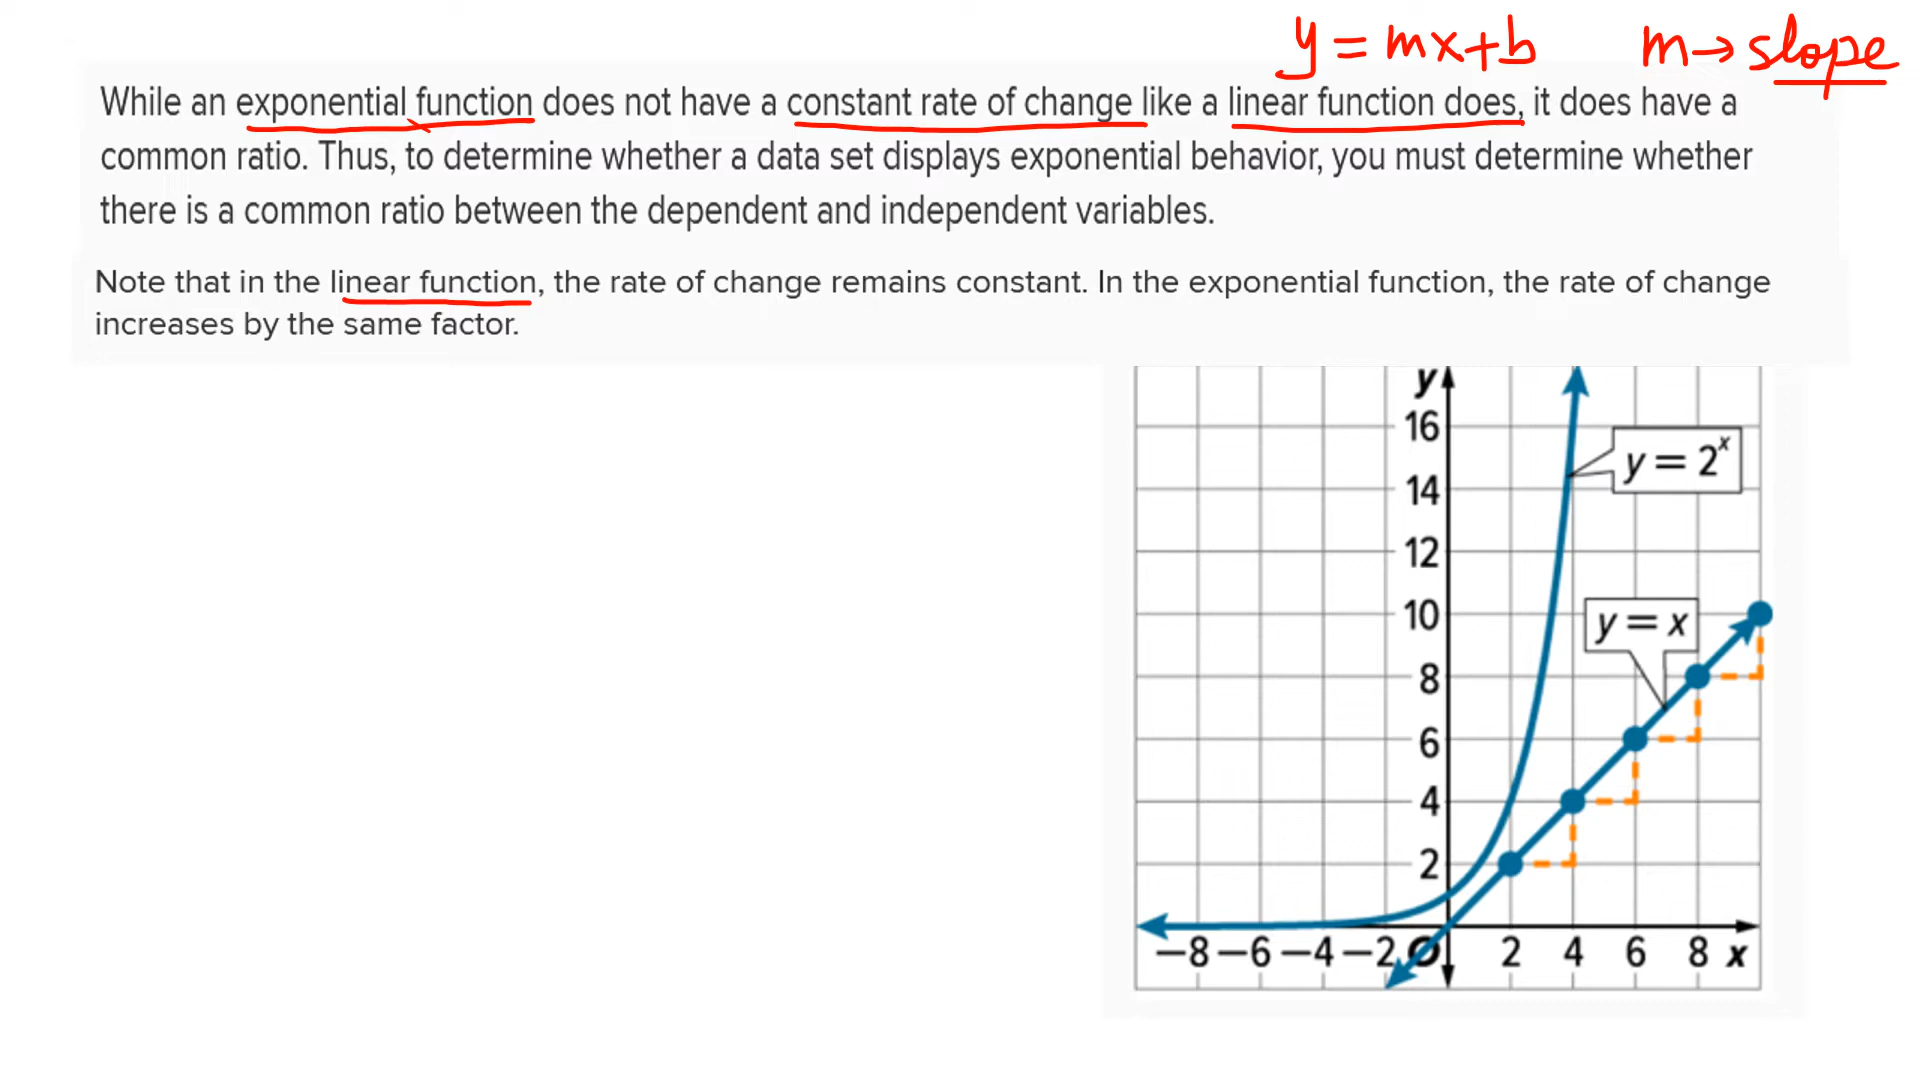 y = mx+b m→slope
While an exponential function does not have a constant rate of change like a linear function does, it does have a
common ratio. Thus, to determine whether a data set displays exponential behavior, you must determine whether
there is a common ratio between the dependent and independent variables.
Note that in the linear function, the rate of change remains constant. In the exponential function, the rate of change
increases by the same factor.
y
16
y = 2ˣ
14
12
10
y = x
8
6
4
2
−8 −6 −4 −2 O 2 4 6 8 x